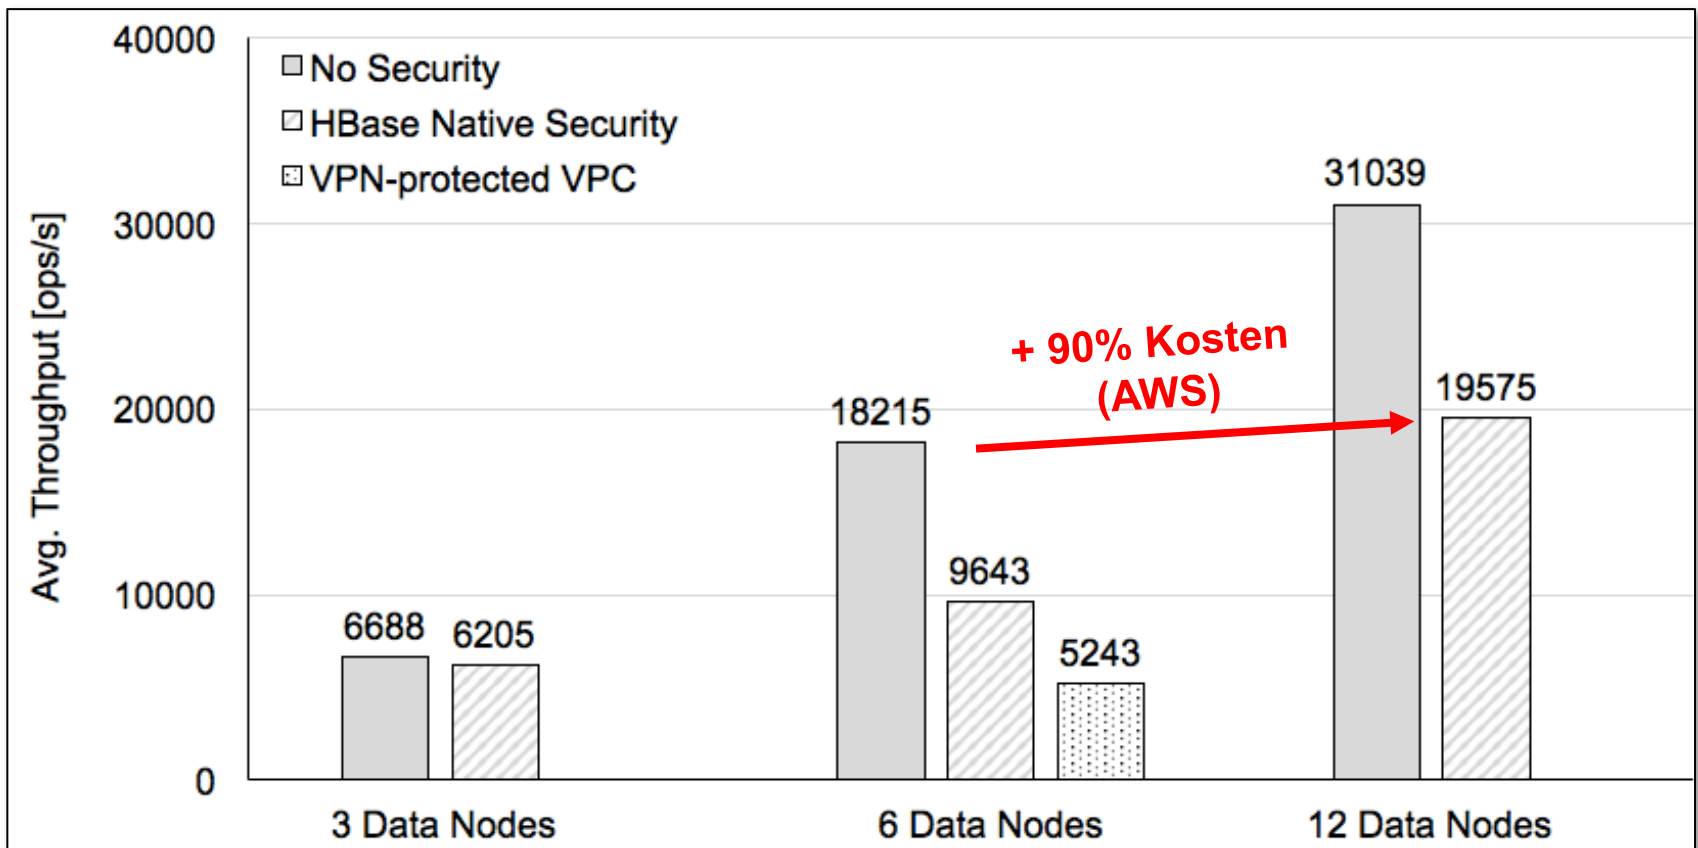 40000
30000
20000
10000
0
Avg. Throughput [ops/s]
No Security
HBase Native Security
VPN-protected VPC
6688
6205
18215
9643
5243
31039
19575
+ 90% Kosten
(AWS)
3 Data Nodes
6 Data Nodes
12 Data Nodes